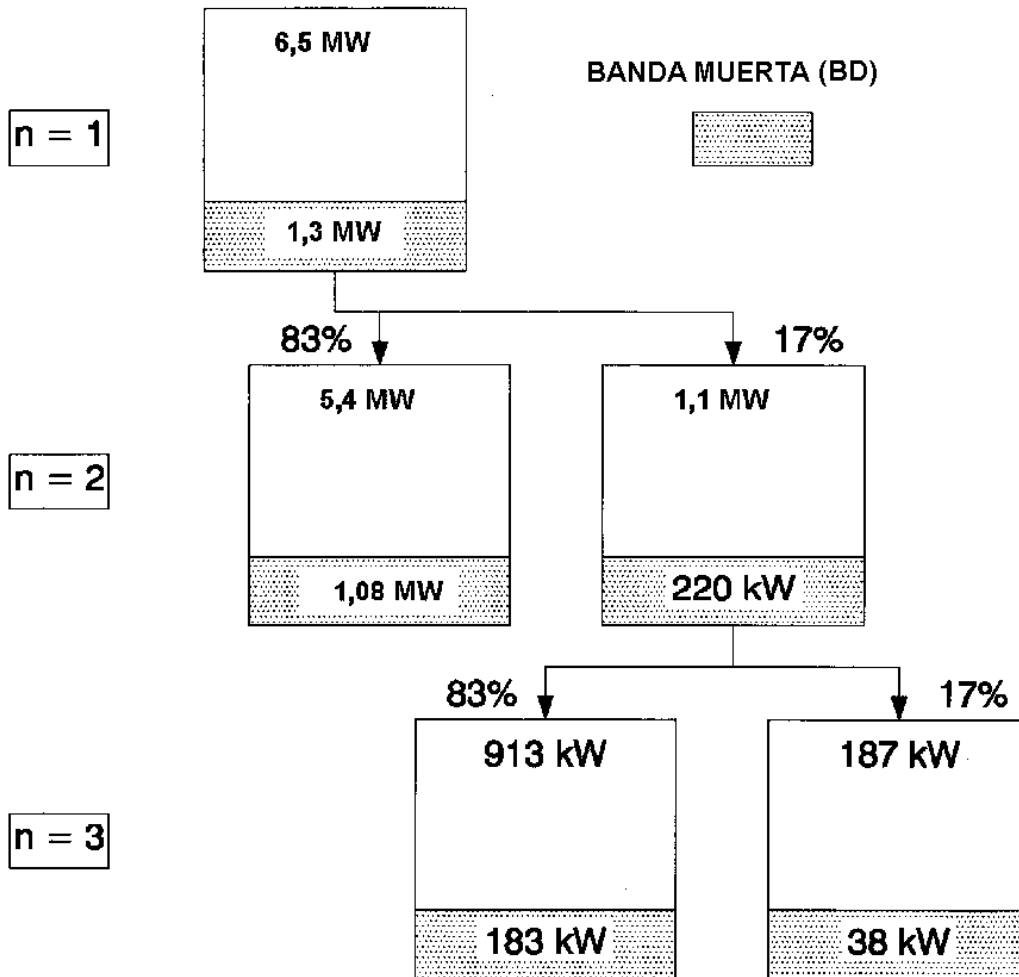 6,5 MW
BANDA MUERTA (BD)
n = 1
1,3 MW
83%
17%
5,4 MW
1,1 MW
n = 2
1,08 MW
220 kW
83%
17%
913 kW
187 kW
n = 3
183 kW
38 kW